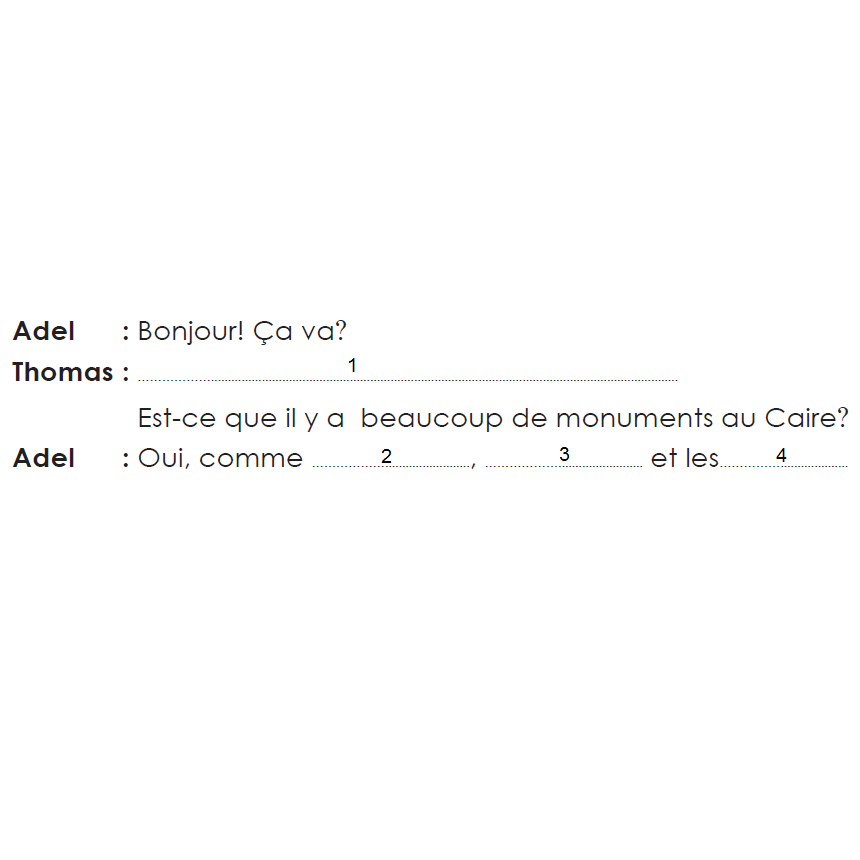 Adel : Bonjour! Ça va?
Thomas : ........................ 1 ........................
Est-ce que il y a beaucoup de monuments au Caire?
Adel : Oui, comme ............ 2 ............, ............ 3 ............ et les............ 4 ............